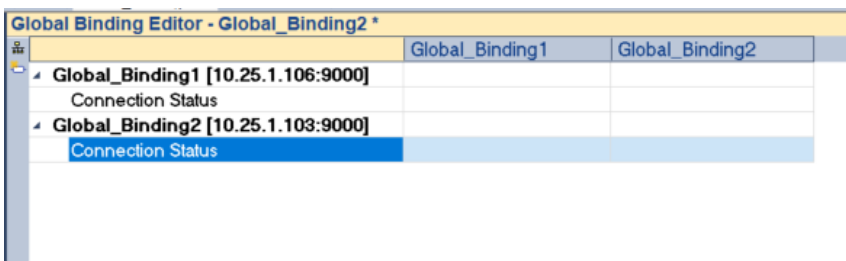 Global Binding Editor - Global_Binding2 *
Global_Binding1 Global_Binding2
Global_Binding1 [10.25.1.106:9000]
Connection Status
Global_Binding2 [10.25.1.103:9000]
Connection Status